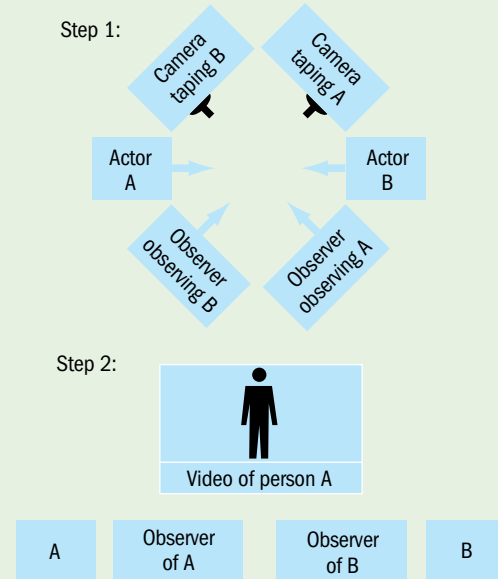 Step 1:
Camera
taping B
Camera
taping A
Actor
A
Actor
B
Observer
observing B
Observer
observing A
Step 2:
Video of person A
A
Observer
of A
Observer
of B
B